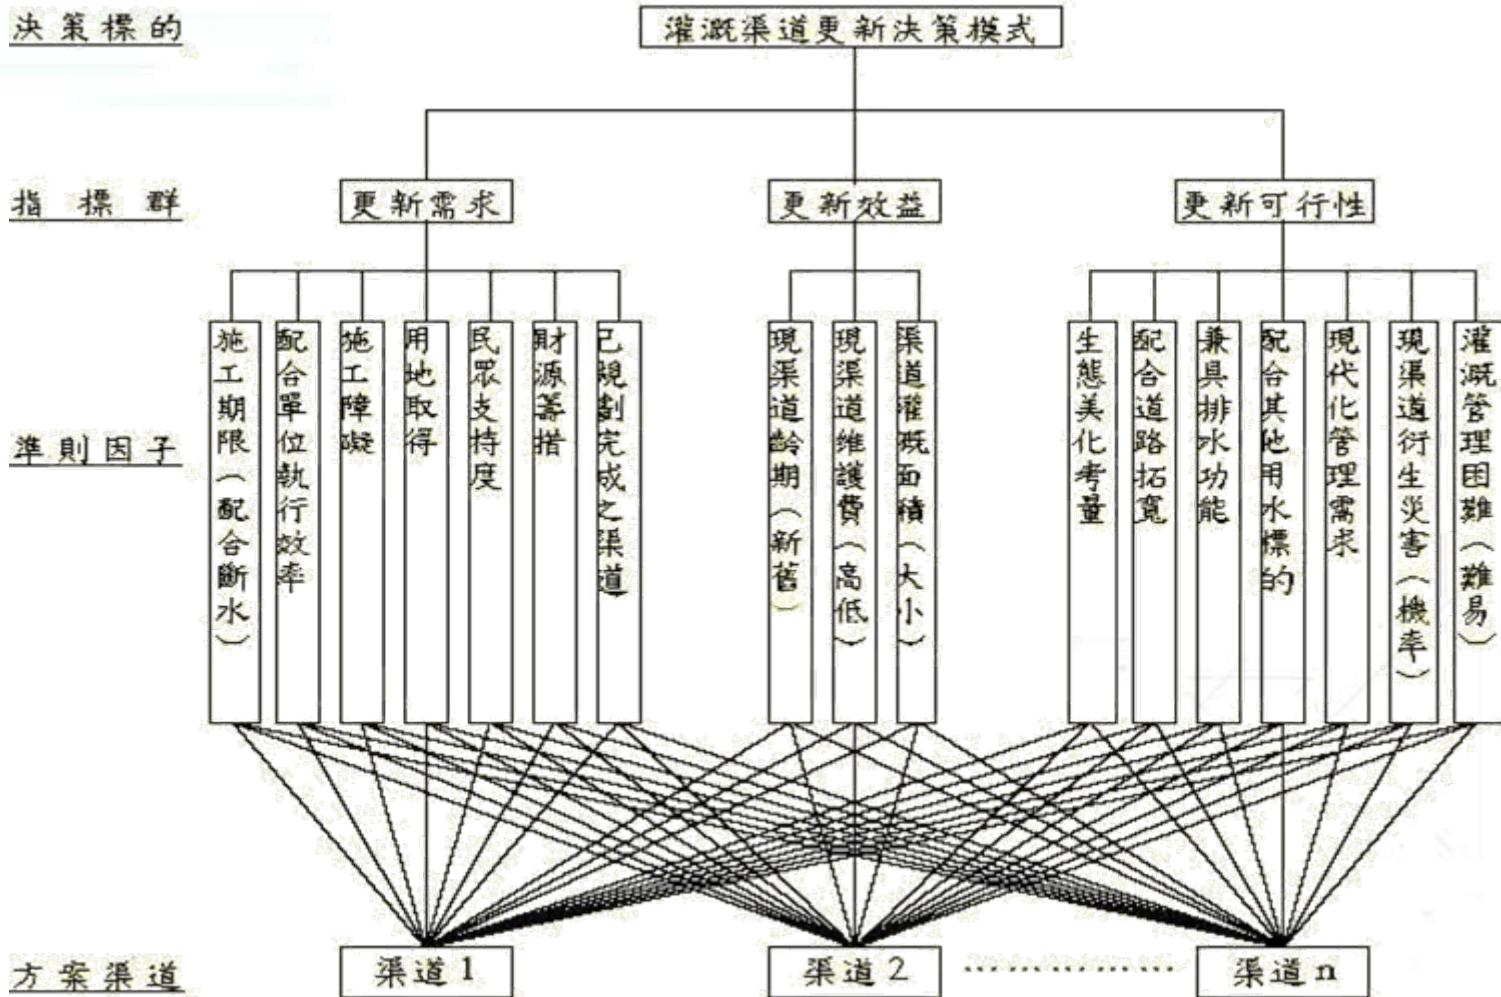 決策標的
灌溉渠道更新決策模式
指標群
更新需求
更新效益
更新可行性
準則因子
施工期限（配合斷水）
配合單位執行效率
施工障礙
用地取得
民眾支持度
財源籌措
已規劃完成之渠道
現渠道齡期（新舊）
現渠道維護費（高低）
渠道灌溉面積（大小）
生態美化考量
配合道路拓寬
兼具排水功能
配合其他用水標的
現代化管理需求
現渠道衍生災害（機率）
灌溉管理困難（難易）
方案渠道
渠道1
渠道2
渠道n